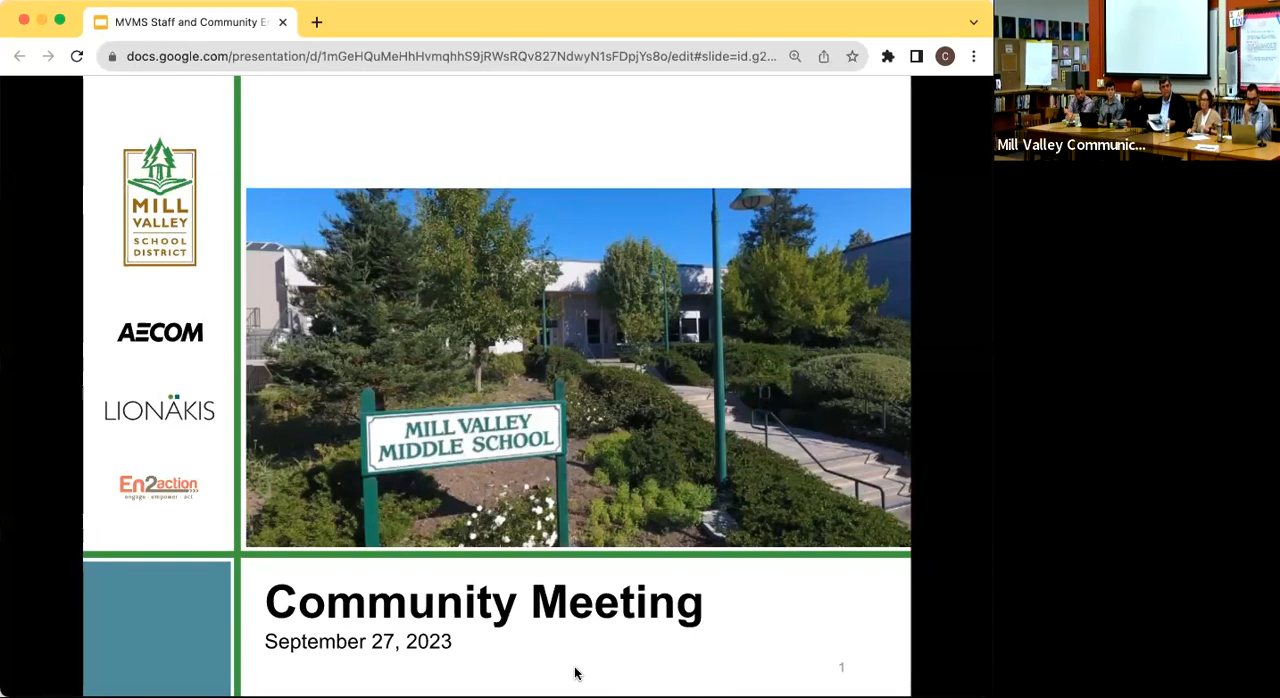 MVMS Staff and Community E
docs.google.com/presentation/d/1mGeHQuMeHhHvmqhhS9jRWsRQv827NdwyN1sFDpjYs8o/edit#slide=id.g2...
C
Mill Valley Communic...
MILL
VALLEY
SCHOOL
DISTRICT
AECOM
LIONAKIS
En2action
engage · empower · act
MILL VALLEY
MIDDLE SCHOOL
Community Meeting
September 27, 2023
1